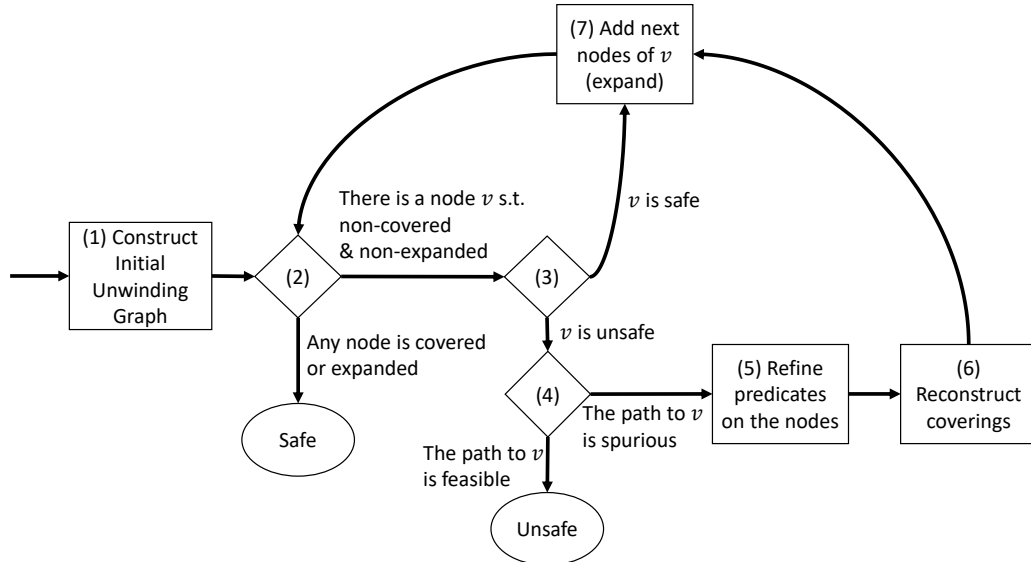 (7) Add next
nodes of 𝑣
(expand)
There is a node 𝑣 s.t.
non-covered
& non-expanded
𝑣 is safe
(1) Construct
Initial
Unwinding
Graph
(2)
(3)
Any node is covered
or expanded
𝑣 is unsafe
(4)
(5) Refine
predicates
on the nodes
(6)
Reconstruct
coverings
The path to 𝑣
is spurious
Safe
The path to 𝑣
is feasible
Unsafe